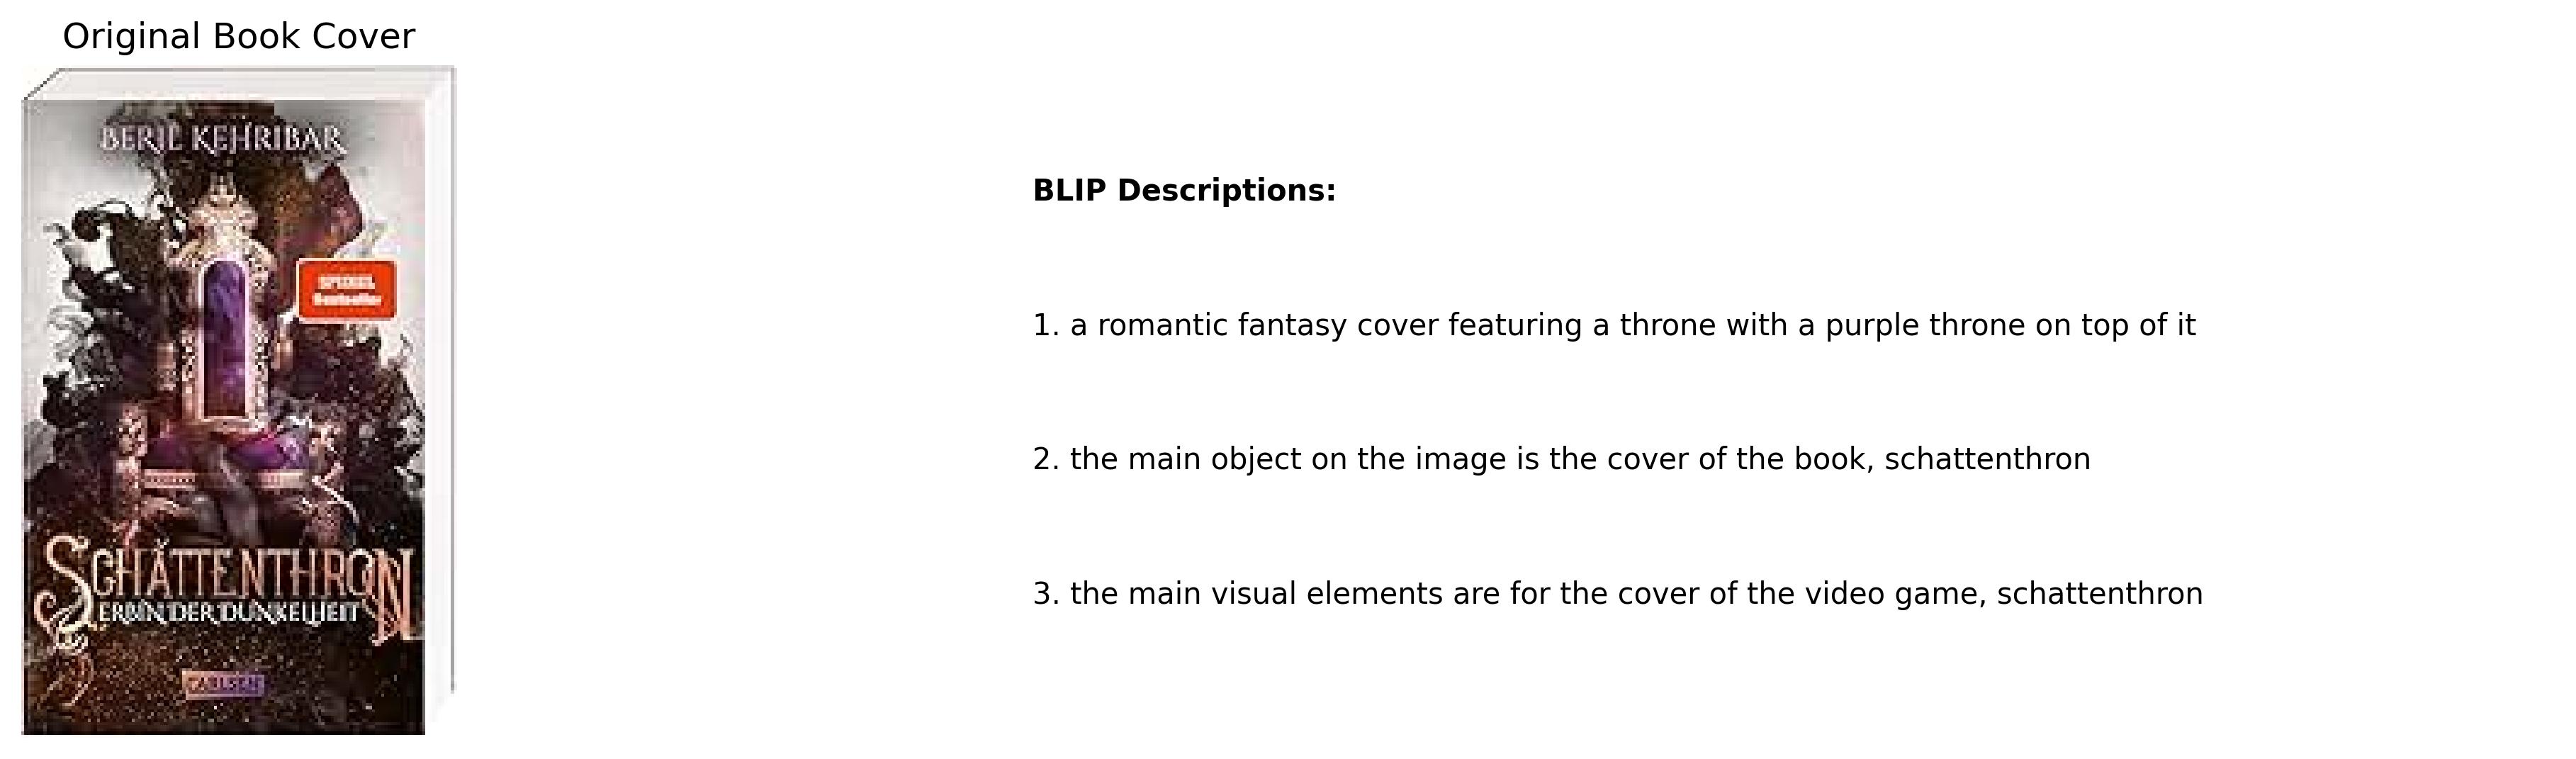 Original Book Cover
BERIL KEHRIBAR
SPIEGEL
Bestseller
SCHATTENTHRON
ERBIN DER DUNKELHEIT
CARLSEN
BLIP Descriptions:
1. a romantic fantasy cover featuring a throne with a purple throne on top of it
2. the main object on the image is the cover of the book, schattenthron
3. the main visual elements are for the cover of the video game, schattenthron